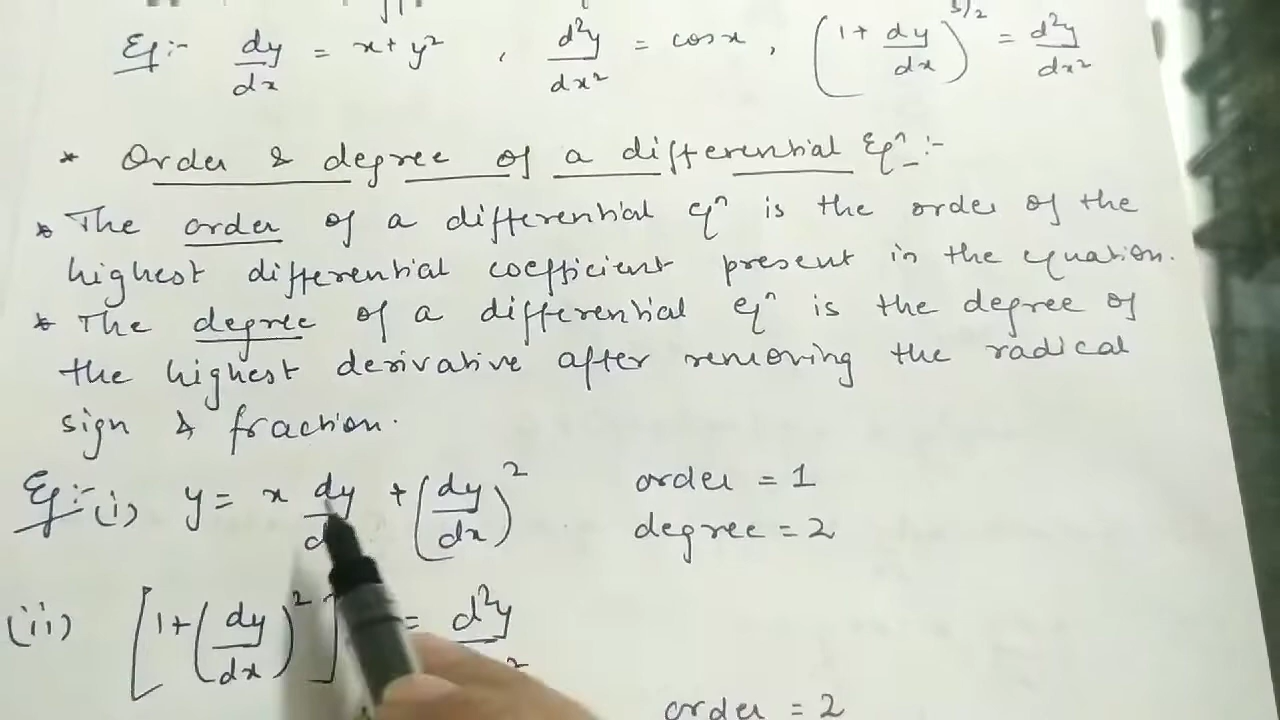 Eg:- dy/dx = x + y² , d²y/dx² = cosx , (1 + dy/dx)^3/2 = d²y/dx²
* Order & degree of a differential Eqⁿ :-
* The order of a differential eqⁿ is the order of the
highest differential coefficient present in the equation.
* The degree of a differential eqⁿ is the degree of
the highest derivative after removing the radical
sign & fraction.
Eg:- (i) y = x dy/d + (dy/dx)² order = 1
degree = 2
(ii) [1 + (dy/dx)²] = d²y
order = 2